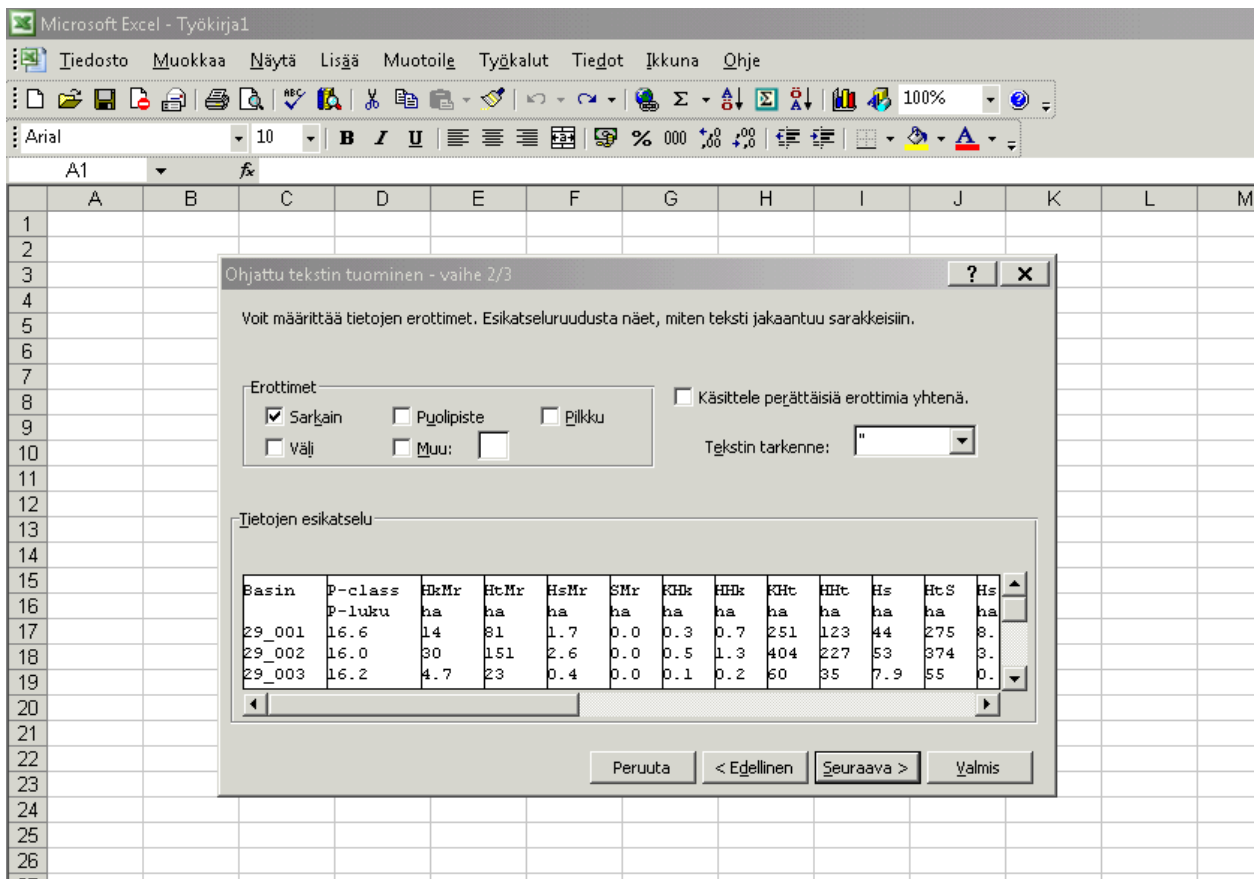 Microsoft Excel - Työkirja1
Tiedosto Muokkaa Näytä Lisää Muotoile Työkalut Tiedot Ikkuna Ohje
100%
Arial 10 B I U % 000
A1 fx
A B C D E F G H I J K L M
1
2
3
4
5
6
7
8
9
10
11
12
13
14
15
16
17
18
19
20
21
22
23
24
25
26
Ohjattu tekstin tuominen - vaihe 2/3
Voit määrittää tietojen erottimet. Esikatseluruudusta näet, miten teksti jakaantuu sarakkeisiin.
Erottimet
Sarkain Puolipiste Pilkku
Väli Muu:
Käsittele perättäisiä erottimia yhtenä.
Tekstin tarkenne: "
Tietojen esikatselu
Basin P-class HkMr HtMr HsMr SMr KHk HHk KHt HHt Hs HtS Hs
P-luku ha ha ha ha ha ha ha ha ha ha ha
29_001 16.6 14 81 1.7 0.0 0.3 0.7 251 123 44 275 8.
29_002 16.0 30 151 2.6 0.0 0.5 1.3 404 227 53 374 3.
29_003 16.2 4.7 23 0.4 0.0 0.1 0.2 60 35 7.9 55 0.
Peruuta < Edellinen Seuraava > Valmis